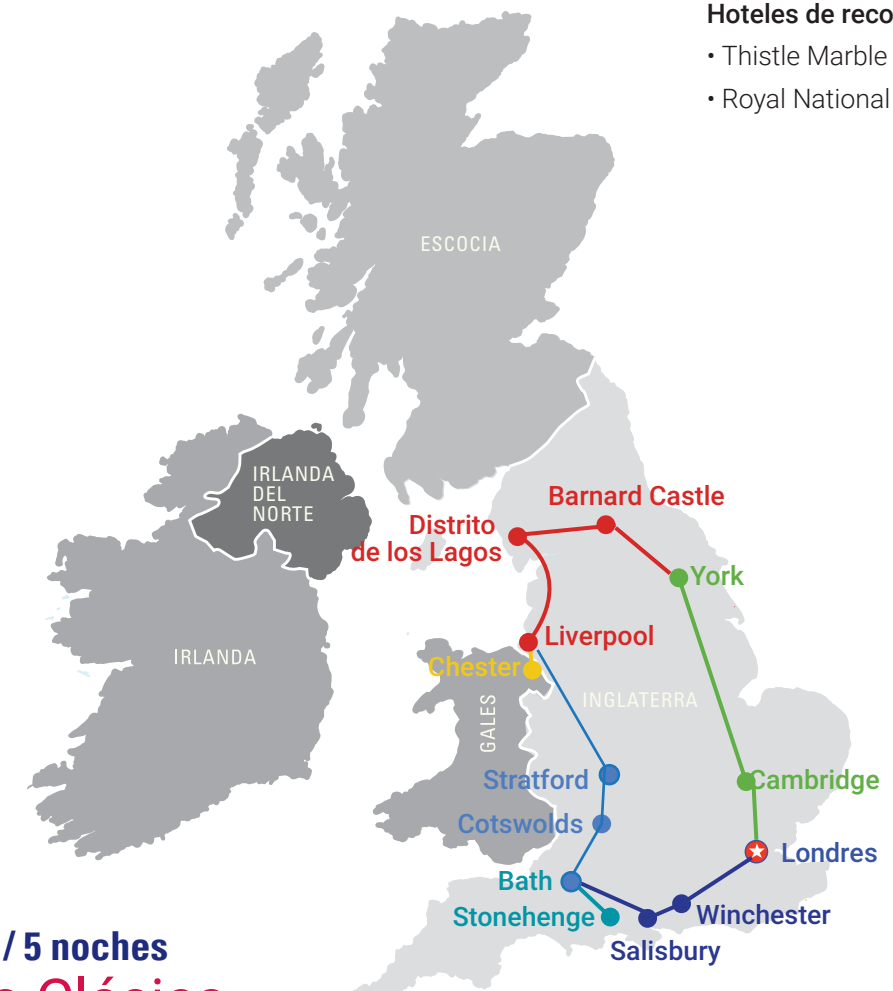 Hoteles de reco
• Thistle Marble
• Royal National
ESCOCIA
IRLANDA
DEL
NORTE
Barnard Castle
Distrito
de los Lagos
York
Liverpool
IRLANDA
Chester
INGLATERRA
GALES
Stratford
Cambridge
Cotswolds
Londres
Bath
Stonehenge
Winchester
Salisbury
/ 5 noches
Clásico